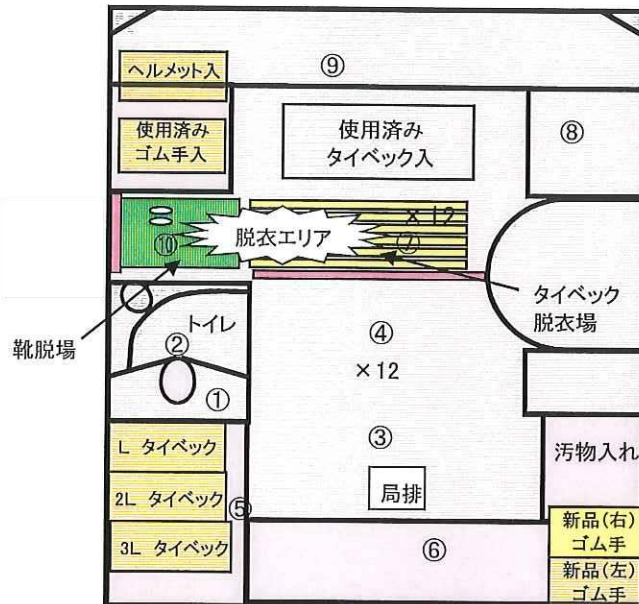 ⑨
ヘルメット入
使用済み
ゴム手入
使用済み
タイベック入
⑧
×12
⑩
脱衣エリア
⑦
タイベック
脱衣場
靴脱場
トイレ
②
①
④
×12
③
局排
L タイベック
2L タイベック
3L タイベック
⑤
⑥
汚物入れ
新品(右)
ゴム手
新品(左)
ゴム手